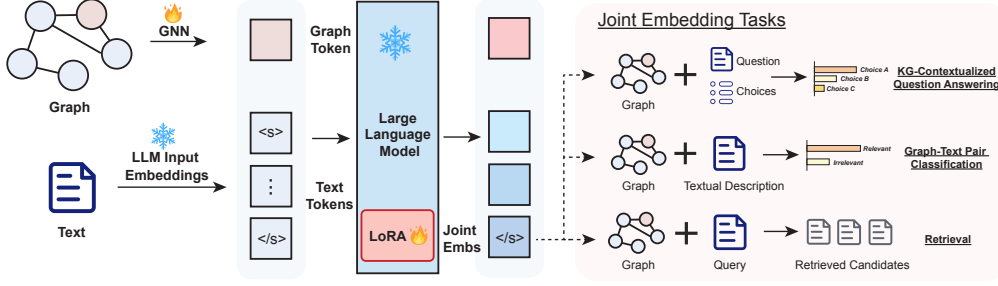 GNN
Graph
LLM Input
Embeddings
Text
Graph
Token
<s>
⋮
</s>
Text
Tokens
Large
Language
Model
LoRA
Joint
Embs
</s>
Joint Embedding Tasks
Graph
Question
Choices
Choice A
Choice B
Choice C
KG-Contextualized
Question Answering
Graph
Textual Description
Relevant
Irrelevant
Graph-Text Pair
Classification
Graph
Query
Retrieved Candidates
Retrieval